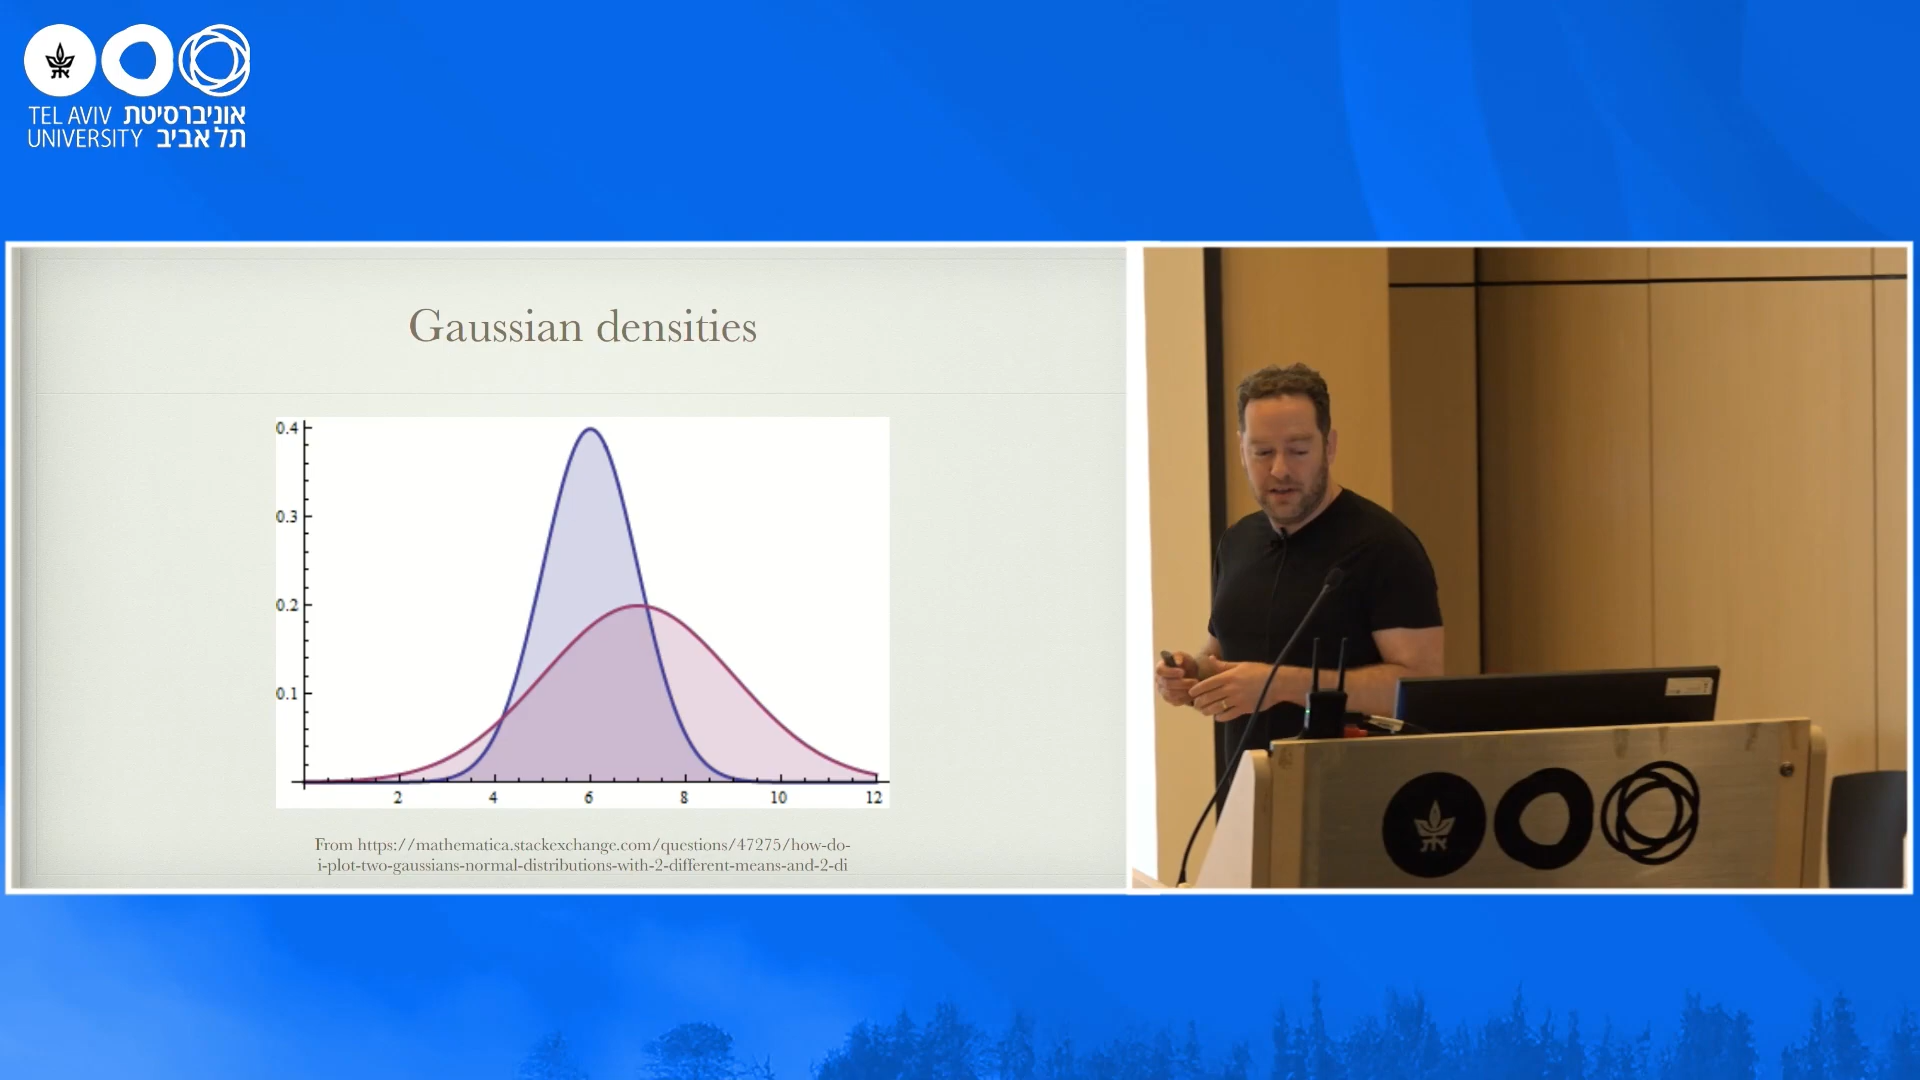 TEL AVIV אוניברסיטת
UNIVERSITY תל אביב
Gaussian densities
0.4
0.3
0.2
0.1
2 4 6 8 10 12
From https://mathematica.stackexchange.com/questions/47275/how-do-
i-plot-two-gaussians-normal-distributions-with-2-different-means-and-2-di